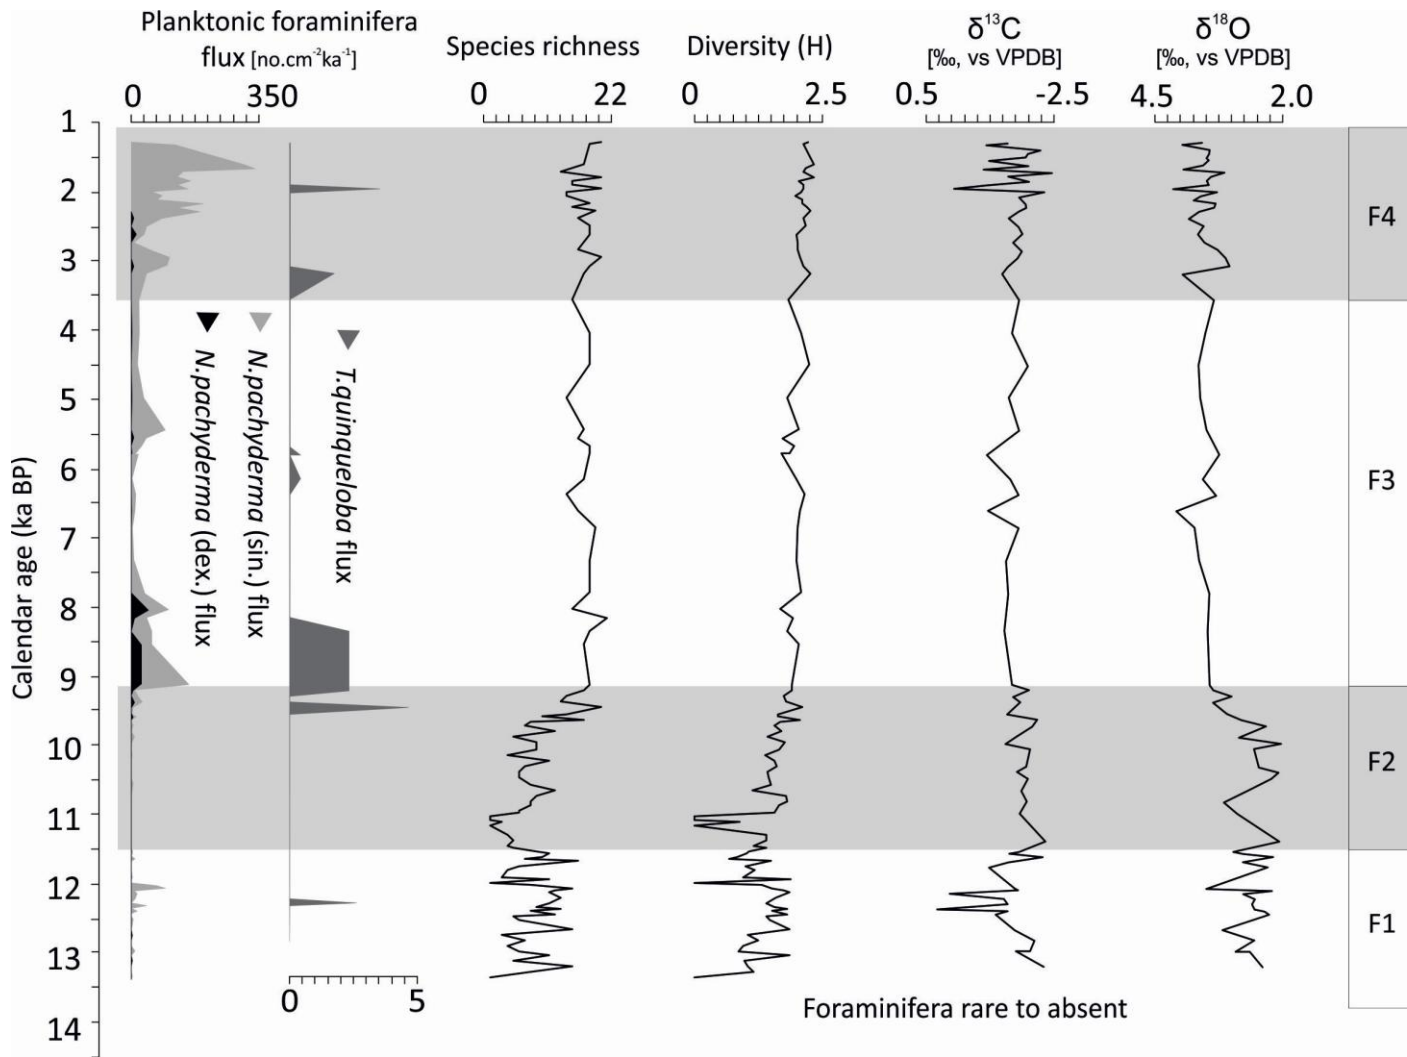 Planktonic foraminifera
flux [no.cm⁻²ka⁻¹]
Species richness
Diversity (H)
δ¹³C
[‰, vs VPDB]
δ¹⁸O
[‰, vs VPDB]
0 350
0 22
0 2.5
0.5 -2.5
4.5 2.0
Calendar age (ka BP)
1
2
3
4
5
6
7
8
9
10
11
12
13
14
N.pachyderma (dex.) flux
N.pachyderma (sin.) flux
T.quinqueloba flux
0 5
F4
F3
F2
F1
Foraminifera rare to absent